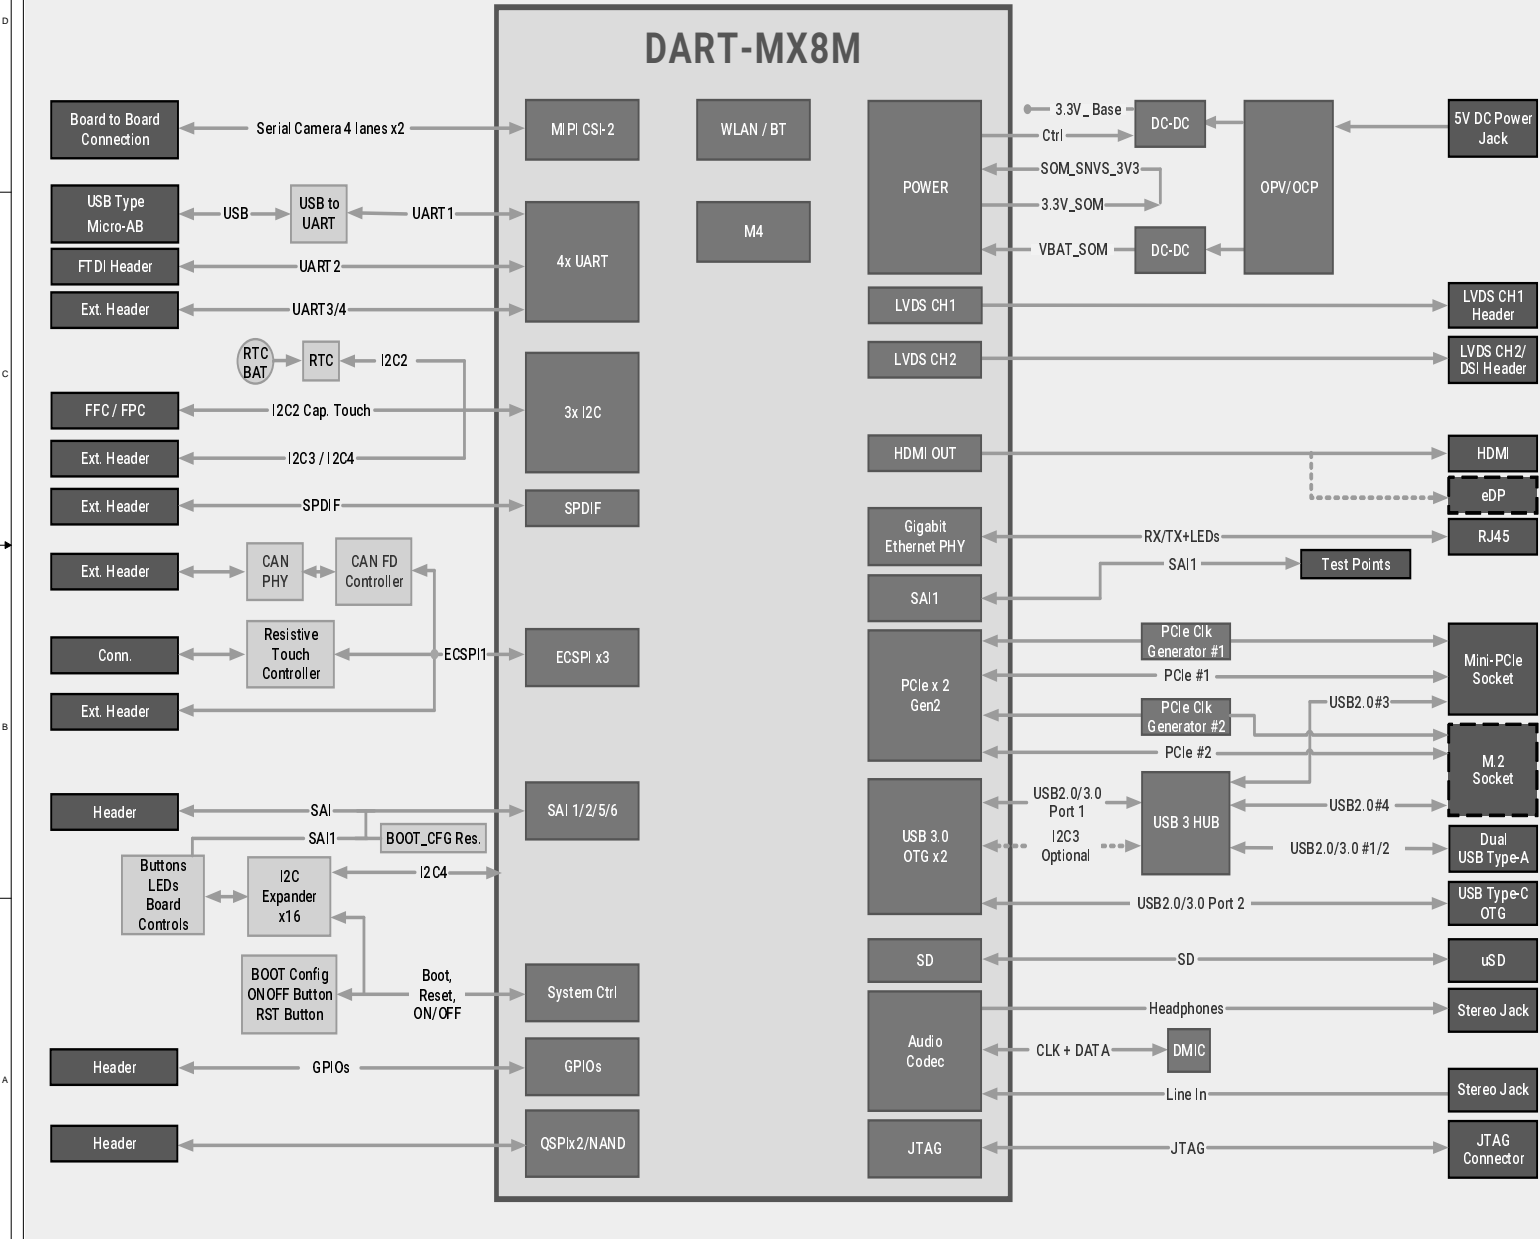 D
DART-MX8M
Board to Board
Connection
Serial Camera 4 lanes x2
MIPI CSI-2
WLAN / BT
POWER
3.3V_ Base
Ctrl
DC-DC
OPV/OCP
5V DC Power
Jack
SOM_SNVS_3V3
3.3V_SOM
VBAT_SOM
DC-DC
USB Type
Micro-AB
USB
USB to
UART
UART1
4x UART
M4
FTDI Header
UART2
Ext. Header
UART3/4
LVDS CH1
LVDS CH1
Header
LVDS CH2
LVDS CH2/
DSI Header
C
RTC
BAT
RTC
I2C2
FFC / FPC
I2C2 Cap. Touch
3x I2C
Ext. Header
I2C3 / I2C4
HDMI OUT
HDMI
eDP
Ext. Header
SPDIF
SPDIF
Gigabit
Ethernet PHY
RX/TX+LEDs
RJ45
SAI1
Test Points
SAI1
Ext. Header
CAN
PHY
CAN FD
Controller
Conn.
Resistive
Touch
Controller
ECSPI1
ECSPI x3
Ext. Header
PCIe x 2
Gen2
PCIe Clk
Generator #1
PCIe #1
PCIe Clk
Generator #2
PCIe #2
Mini-PCIe
Socket
USB2.0#3
M.2
Socket
B
Header
SAI
SAI 1/2/5/6
SAI1
BOOT_CFG Res.
USB 3.0
OTG x2
USB2.0/3.0
Port 1
I2C3
Optional
USB 3 HUB
USB2.0#4
USB2.0/3.0 #1/2
Dual
USB Type-A
Buttons
LEDs
Board
Controls
I2C
Expander
x16
I2C4
USB2.0/3.0 Port 2
USB Type-C
OTG
BOOT Config
ONOFF Button
RST Button
Boot,
Reset,
ON/OFF
System Ctrl
SD
SD
uSD
Audio
Codec
Headphones
Stereo Jack
CLK + DATA
DMIC
Line In
Stereo Jack
A
Header
GPIOs
GPIOs
Header
QSPIx2/NAND
JTAG
JTAG
JTAG
Connector